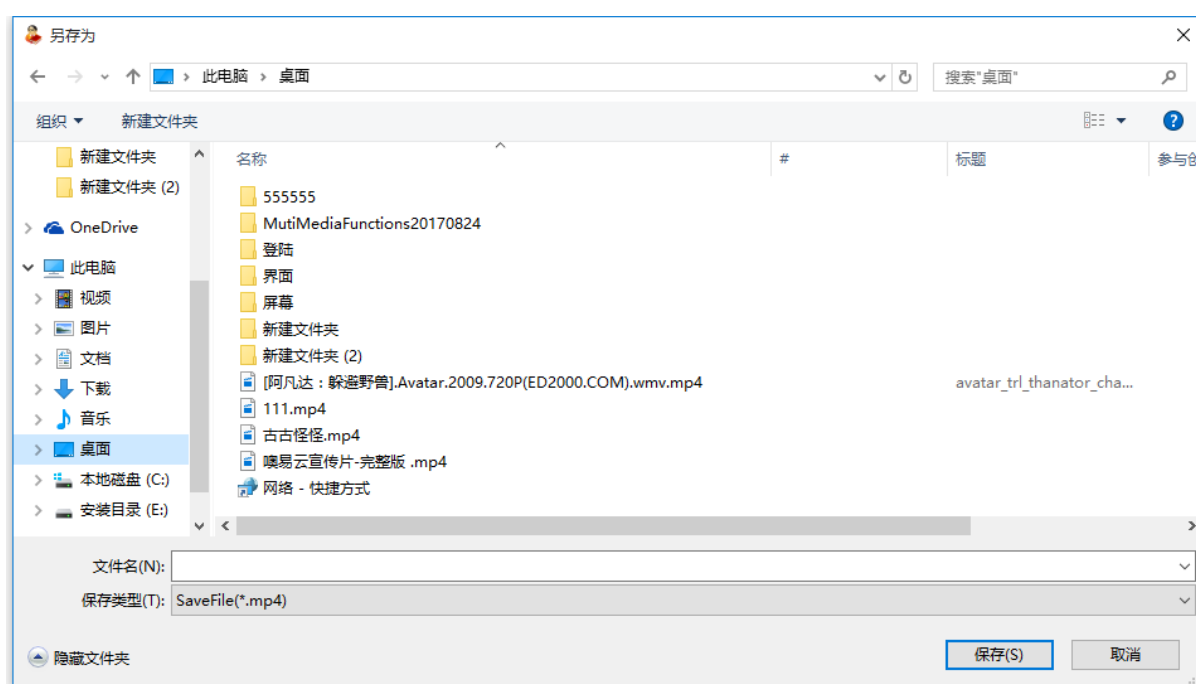 另存为
此电脑 › 桌面
搜索"桌面"
组织
新建文件夹
新建文件夹
新建文件夹 (2)
OneDrive
此电脑
视频
图片
文档
下载
音乐
桌面
本地磁盘 (C:)
安装目录 (E:)
名称
#
标题
参与创
555555
MutiMediaFunctions20170824
登陆
界面
屏幕
新建文件夹
新建文件夹 (2)
[阿凡达：躲避野兽].Avatar.2009.720P(ED2000.COM).wmv.mp4
avatar_trl_thanator_cha...
111.mp4
古古怪怪.mp4
噢易云宣传片-完整版 .mp4
网络 - 快捷方式
文件名(N):
保存类型(T): SaveFile(*.mp4)
隐藏文件夹
保存(S)
取消